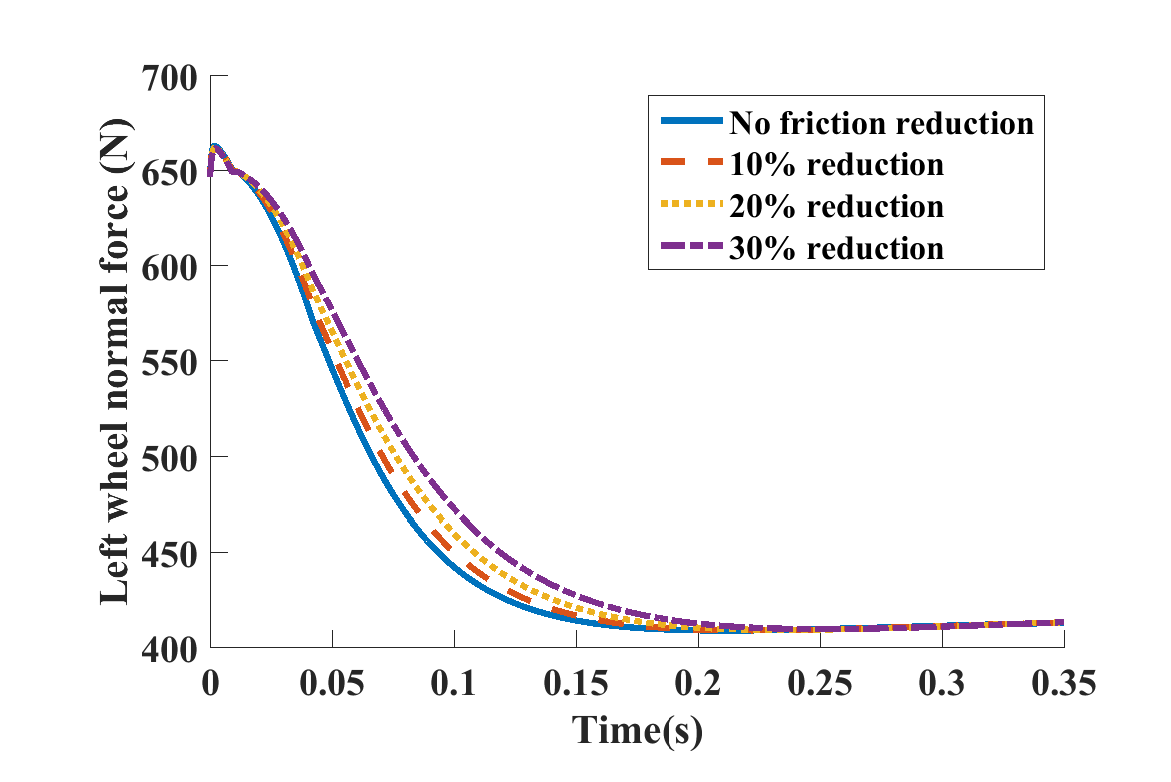 700
650
600
550
500
450
400
Left wheel normal force (N)
No friction reduction
10% reduction
20% reduction
30% reduction
0 0.05 0.1 0.15 0.2 0.25 0.3 0.35
Time(s)